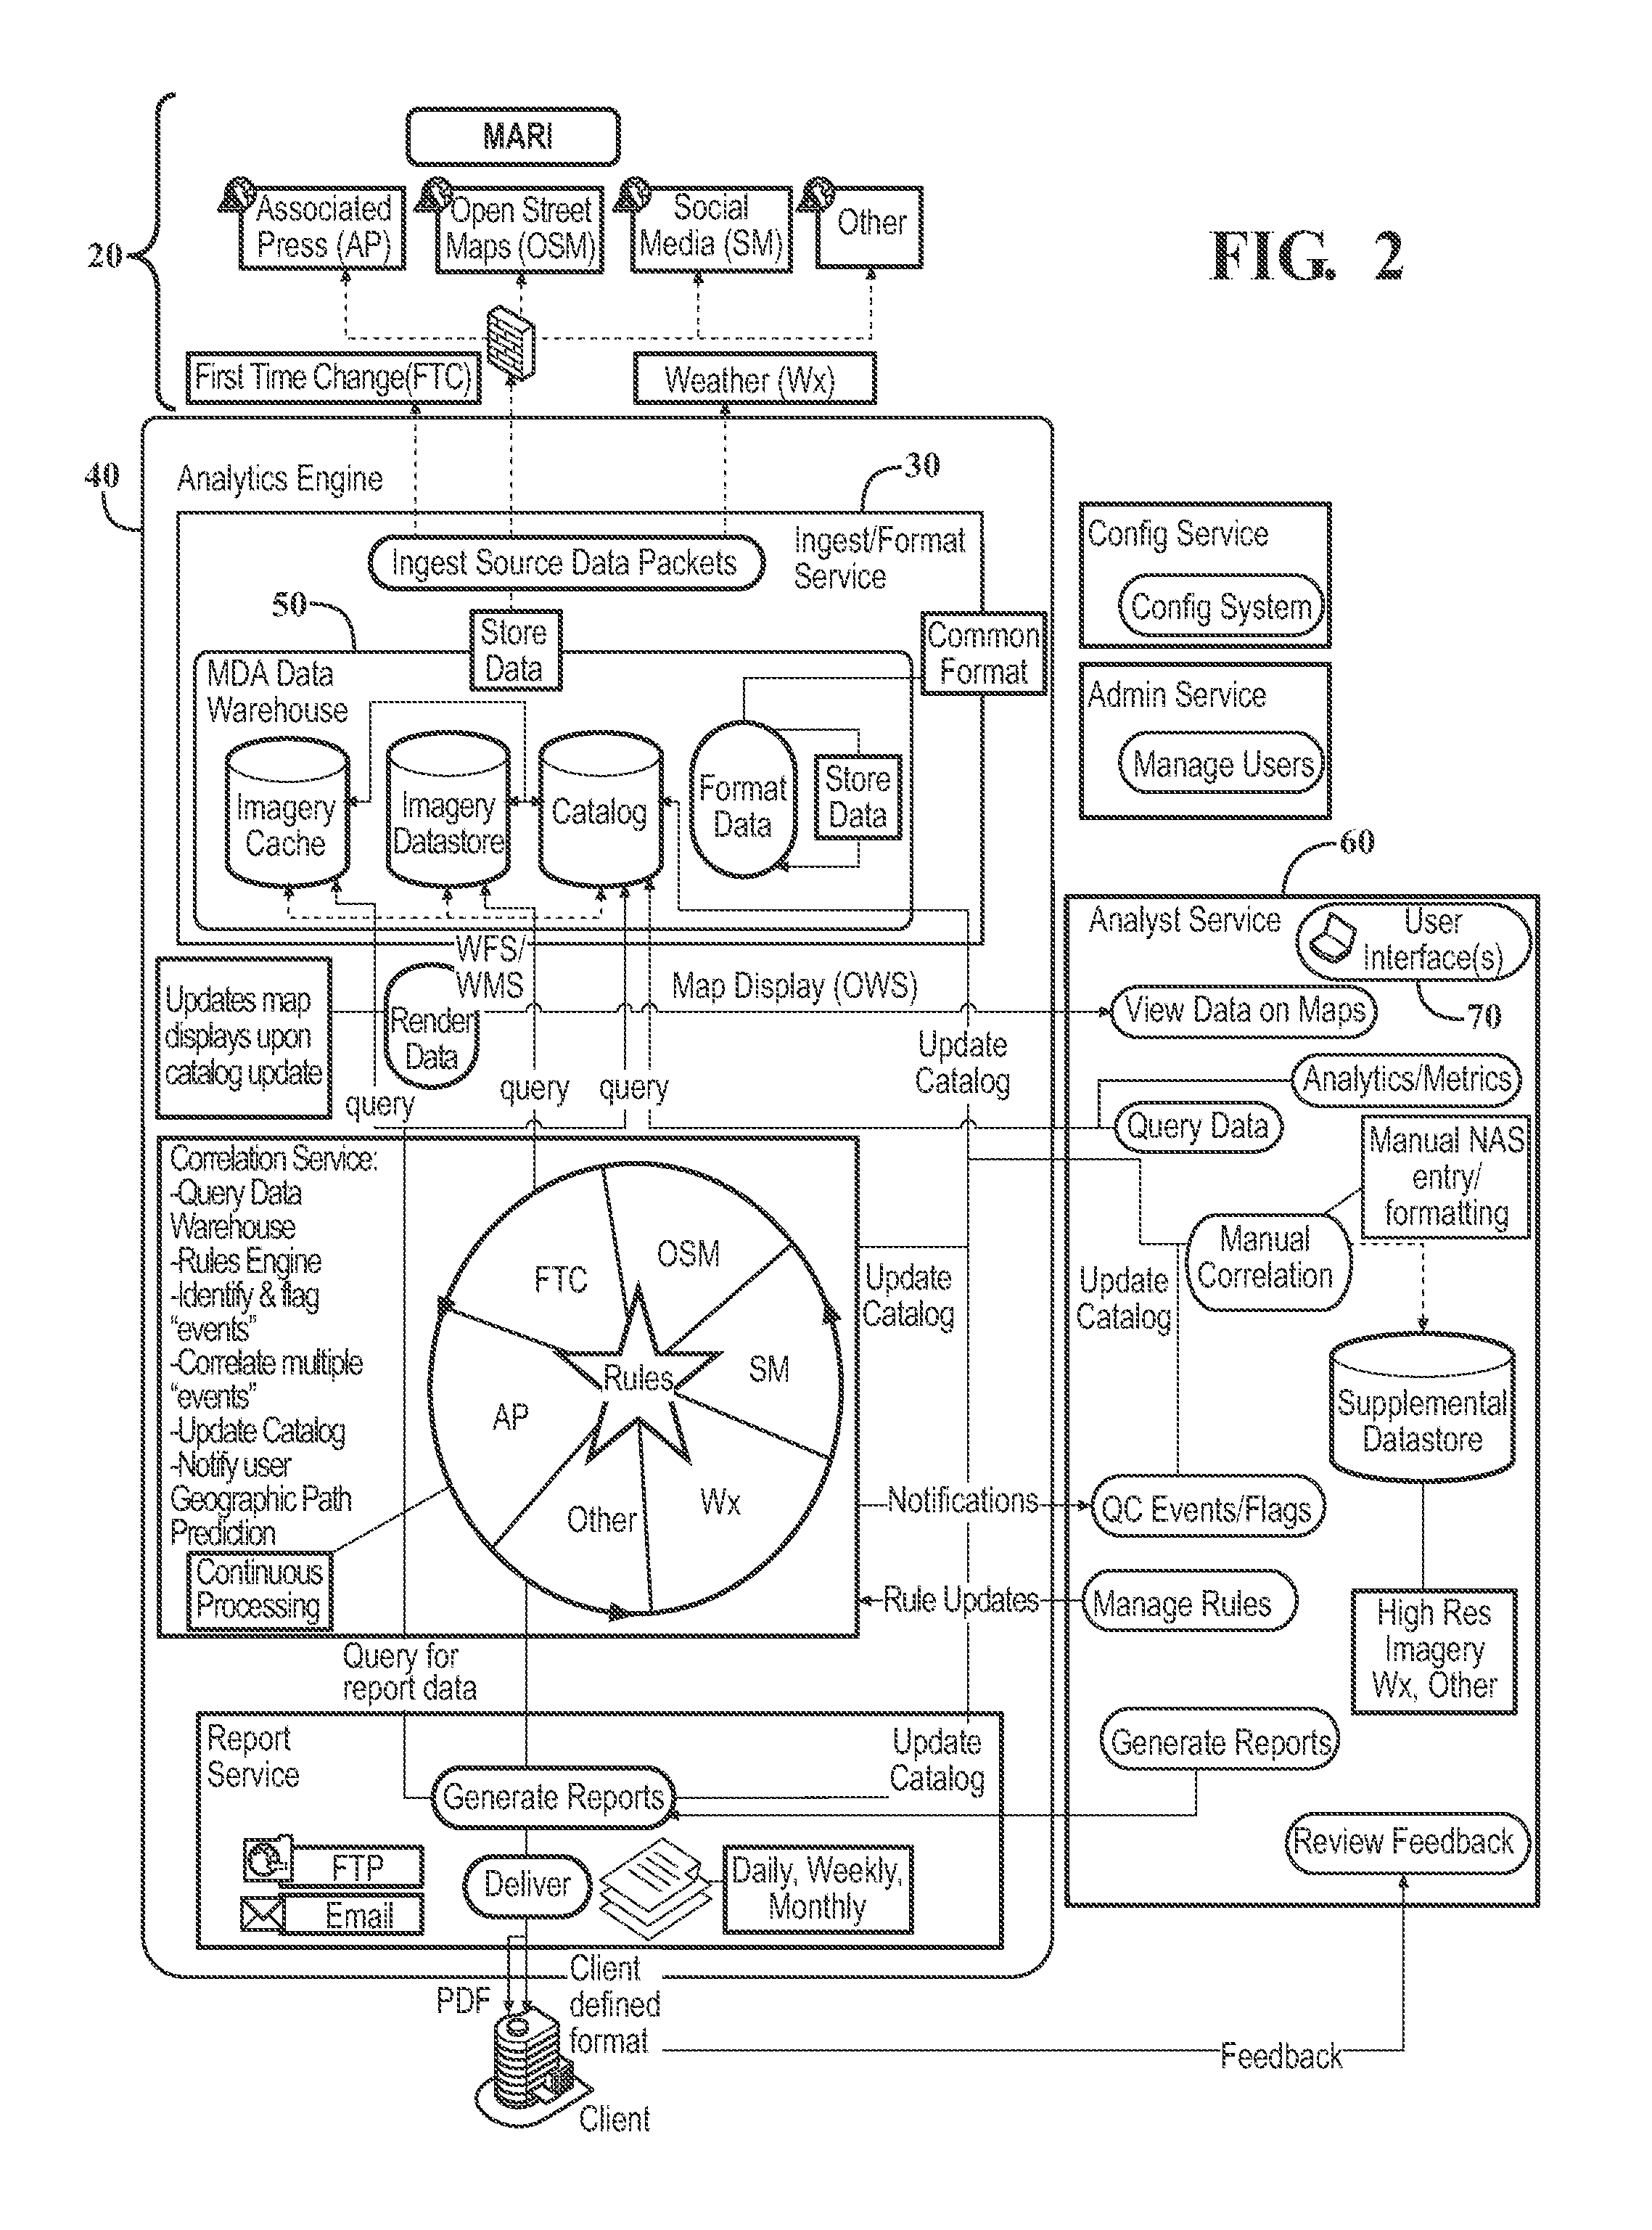 MARI
Associated
Press (AP)
Open Street
Maps (OSM)
Social
Media (SM)
Other
20
FIG. 2
First Time Change(FTC)
Weather (Wx)
40
Analytics Engine
30
Ingest Source Data Packets
Ingest/Format
Service
Config Service
Config System
50
Store
Data
Common
Format
MDA Data
Warehouse
Admin Service
Manage Users
Imagery
Cache
Imagery
Datastore
Catalog
Format
Data
Store
Data
60
Analyst Service
User
Interface(s)
70
WFS/
WMS
Updates map
displays upon
catalog update
Render
Data
Map Display (OWS)
View Data on Maps
Update
Catalog
query
query
query
Analytics/Metrics
Query Data
Manual NAS
entry/
formatting
Correlation Service:
-Query Data
Warehouse
-Rules Engine
-Identify & flag
“events”
-Correlate multiple
“events”
-Update Catalog
-Notify user
Geographic Path
Prediction
Continuous
Processing
FTC
OSM
SM
Wx
Other
AP
Rules
Update
Catalog
Manual
Correlation
Update
Catalog
Supplemental
Datastore
Notifications
QC Events/Flags
Rule Updates
Manage Rules
High Res
Imagery
Wx, Other
Query for
report data
Report
Service
Generate Reports
Update
Catalog
Generate Reports
FTP
Email
Deliver
Daily, Weekly,
Monthly
Review Feedback
PDF
Client
defined
format
Feedback
Client